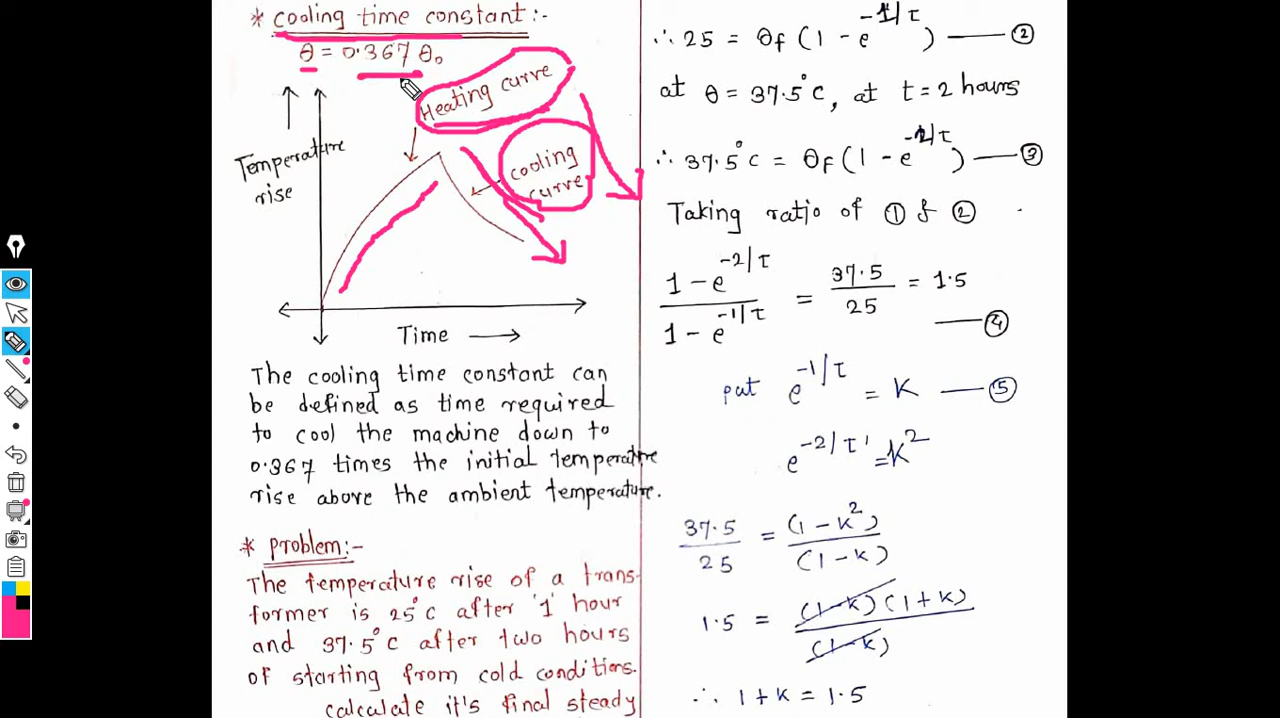 * cooling time constant:-
θ = 0.367 θ₀
Heating curve
cooling
curve
Temperature
rise
Time
The cooling time constant can
be defined as time required
to cool the machine down to
0.367 times the initial temperature
rise above the ambient temperature.
* problem:-
The temperature rise of a trans-
former is 25°C after '1' hour
and 37.5°C after two hours
of starting from cold conditions.
calculate it's final steady
∴ 25 = θf (1 - e^-1/τ) —— ②
at θ = 37.5°C, at t = 2 hours
∴ 37.5°C = θf (1 - e^-2/τ) —— ③
Taking ratio of ① & ②
1 - e^-2/τ / 1 - e^-1/τ = 37.5 / 25 = 1.5 —— ④
put e^-1/τ = K —— ⑤
e^-2/τ' = K²
37.5 / 25 = (1 - K²) / (1 - K)
1.5 = (1-K)(1+K) / (1-K)
∴ 1 + K = 1.5